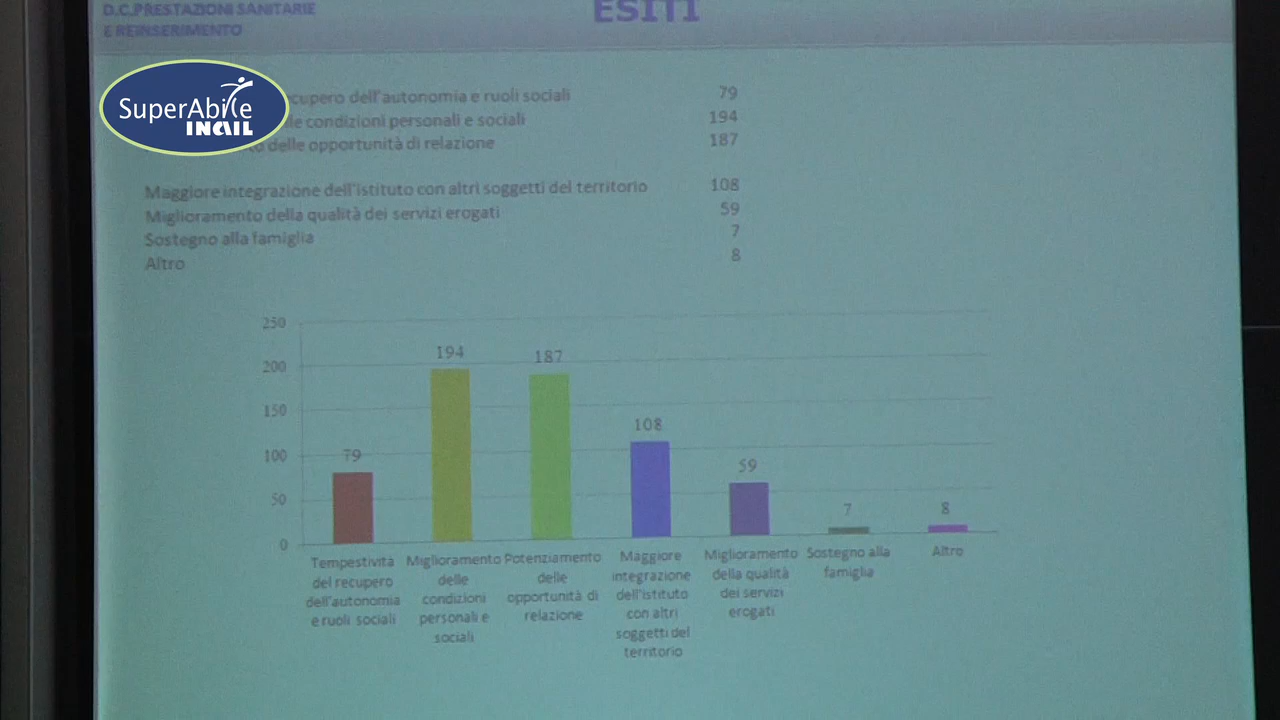 D.C.PRESTAZIONI SANITARIE
E REINSERIMENTO
ESITI
SuperAbile
INAIL
recupero dell'autonomia e ruoli sociali 79
delle condizioni personali e sociali 194
delle opportunità di relazione 187
Maggiore integrazione dell'istituto con altri soggetti del territorio 108
Miglioramento della qualità dei servizi erogati 59
Sostegno alla famiglia 7
Altro 8
250
200
150
100
50
0
79
194
187
108
59
7
8
Tempestività
del recupero
dell'autonomia
e ruoli sociali
Miglioramento
delle
condizioni
personali e
sociali
Potenziamento
delle
opportunità di
relazione
Maggiore
integrazione
dell'istituto
con altri
soggetti del
territorio
Miglioramento
della qualità
dei servizi
erogati
Sostegno alla
famiglia
Altro